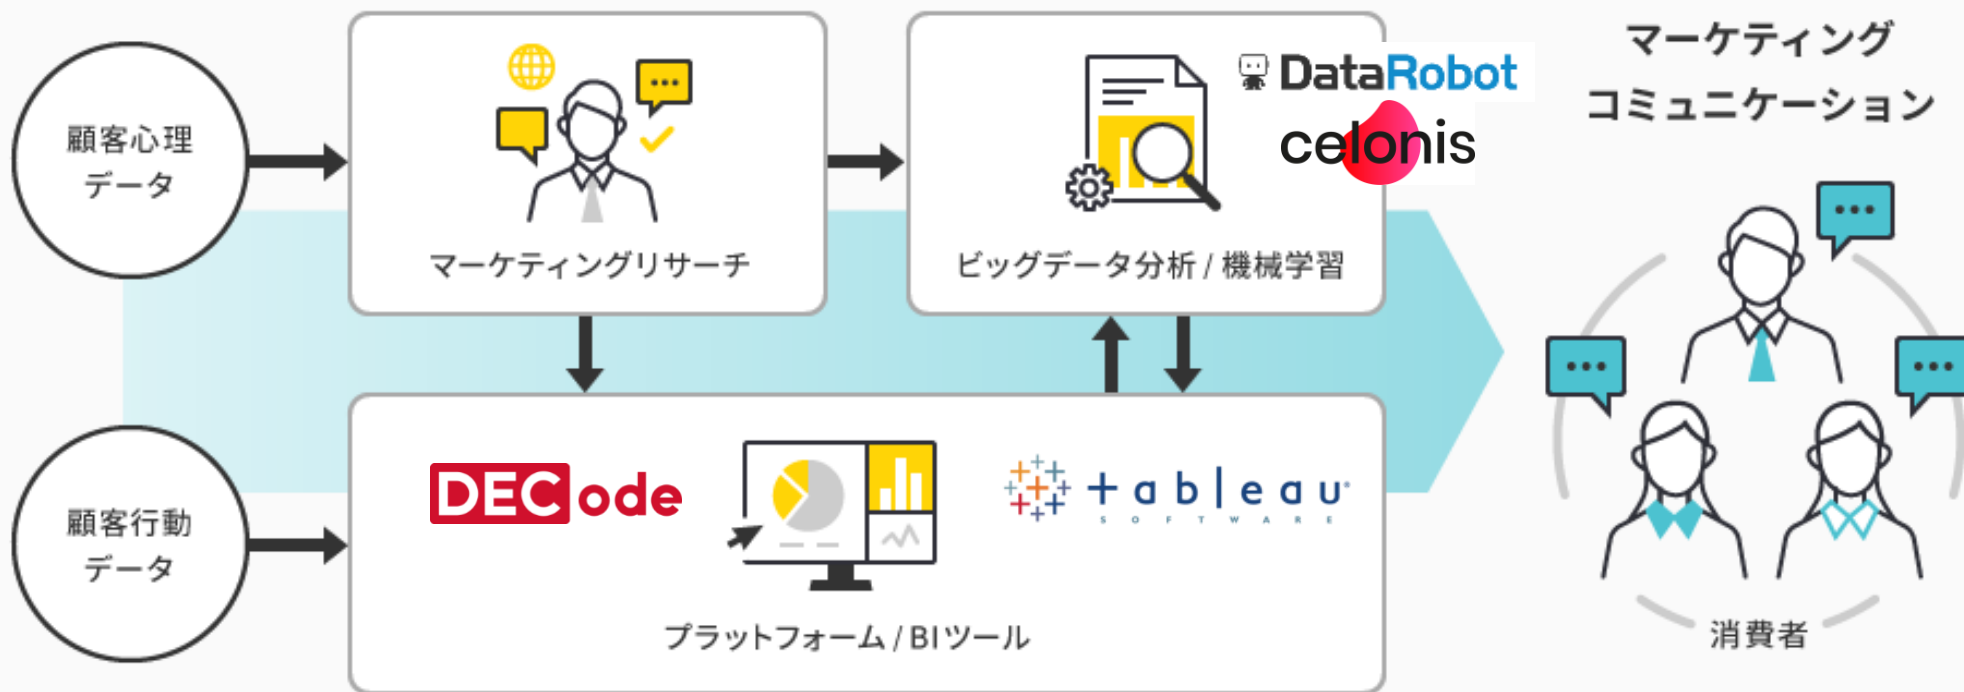 顧客心理
データ
マーケティングリサーチ
DataRobot
celonis
ビッグデータ分析 / 機械学習
マーケティング
コミュニケーション
顧客行動
データ
DECode
+ableau
SOFTWARE
プラットフォーム / BIツール
消費者